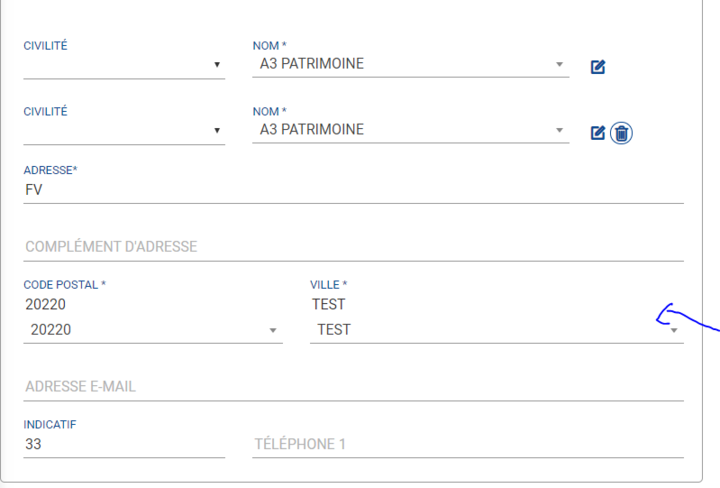 CIVILITÉ NOM *
A3 PATRIMOINE
CIVILITÉ NOM *
A3 PATRIMOINE
ADRESSE*
FV
COMPLÉMENT D'ADRESSE
CODE POSTAL * VILLE *
20220 TEST
20220 TEST
ADRESSE E-MAIL
INDICATIF
33 TÉLÉPHONE 1